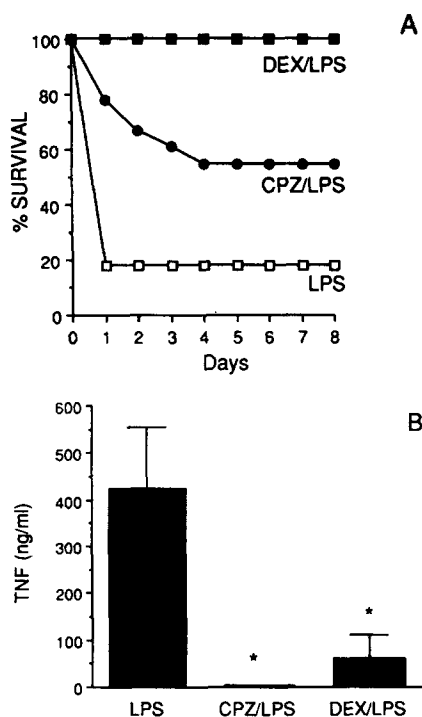 A
100
80
60
40
20
0
% SURVIVAL
DEX/LPS
CPZ/LPS
LPS
0 1 2 3 4 5 6 7 8
Days
B
600
500
400
300
200
100
0
TNF (ng/ml)
*
*
LPS CPZ/LPS DEX/LPS